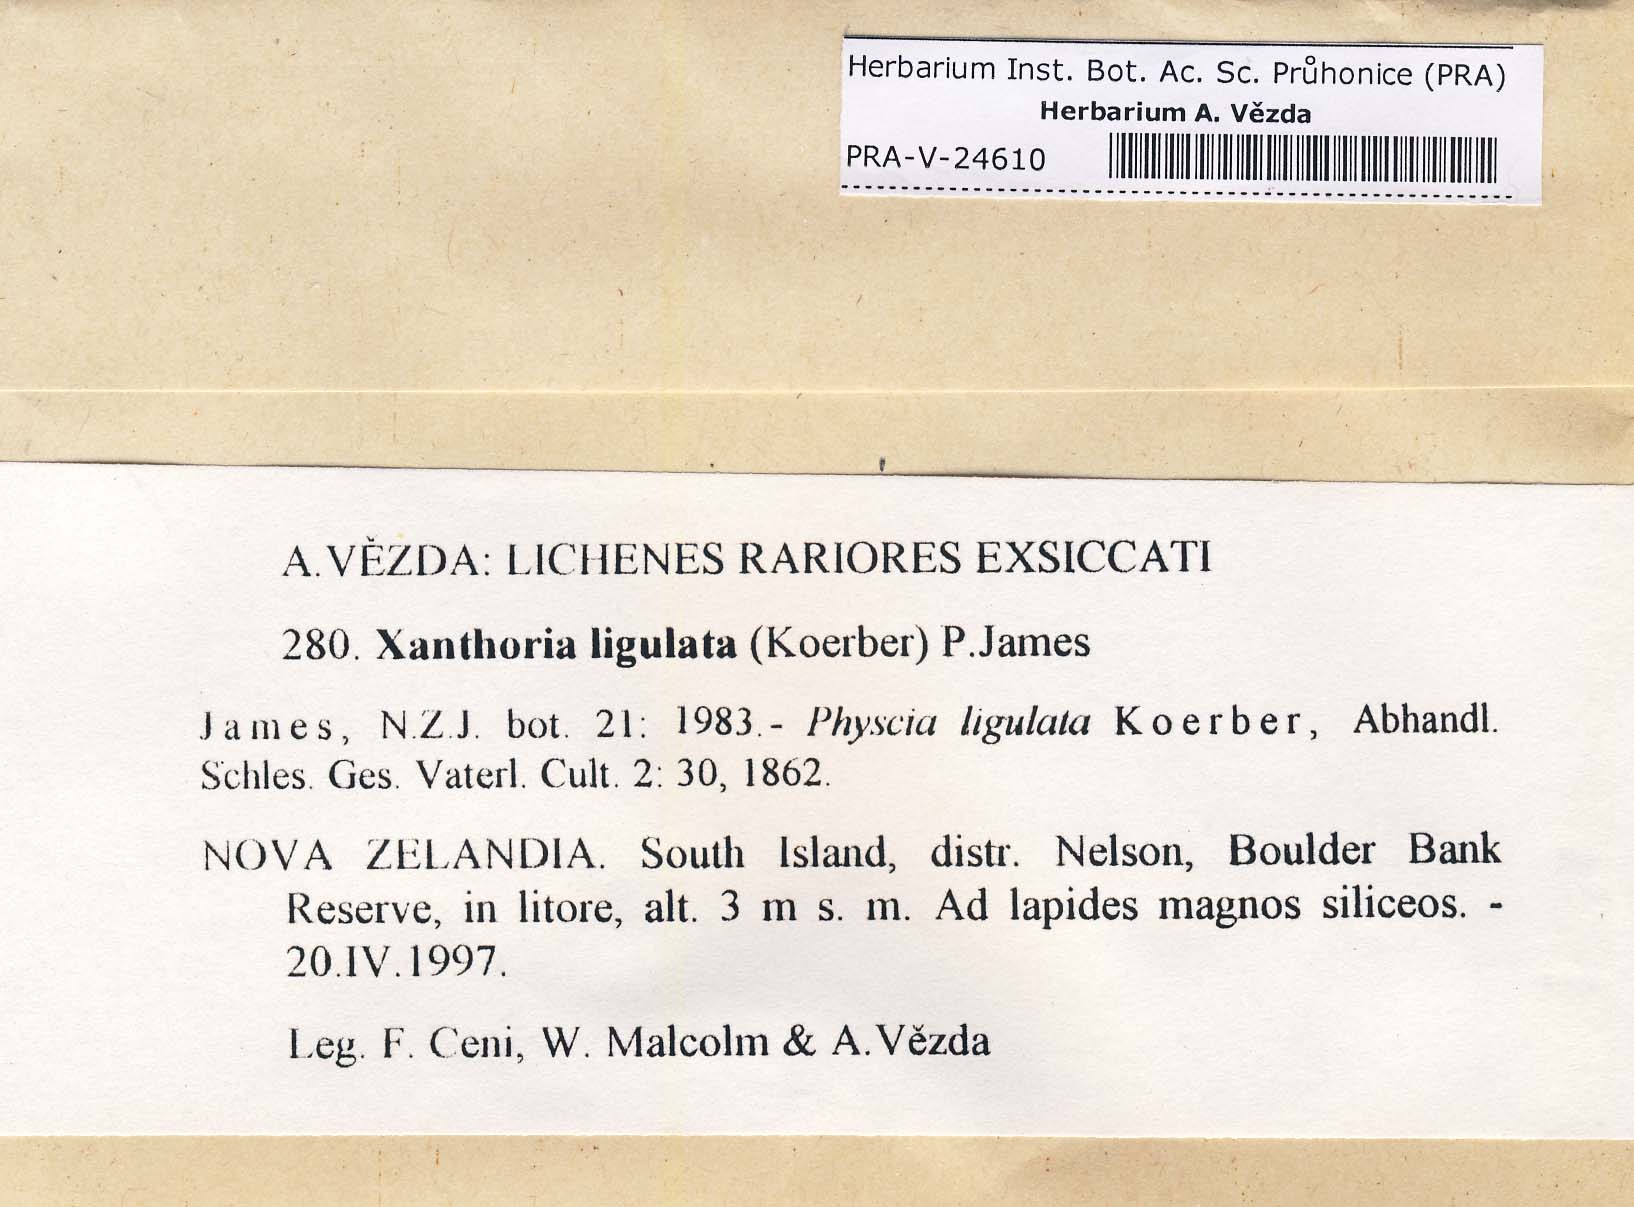 Herbarium Inst. Bot. Ac. Sc. Průhonice (PRA)
Herbarium A. Vězda
PRA-V-24610
A.VĚZDA: LICHENES RARIORES EXSICCATI
280. Xanthoria ligulata (Koerber) P.James
James, N.Z.J. bot. 21: 1983.- Physcia ligulata Koerber, Abhandl.
Schles. Ges. Vaterl. Cult. 2: 30, 1862.
NOVA ZELANDIA. South Island, distr. Nelson, Boulder Bank
Reserve, in litore, alt. 3 m s. m. Ad lapides magnos siliceos. -
20.IV.1997.
Leg. F. Ceni, W. Malcolm & A.Vězda